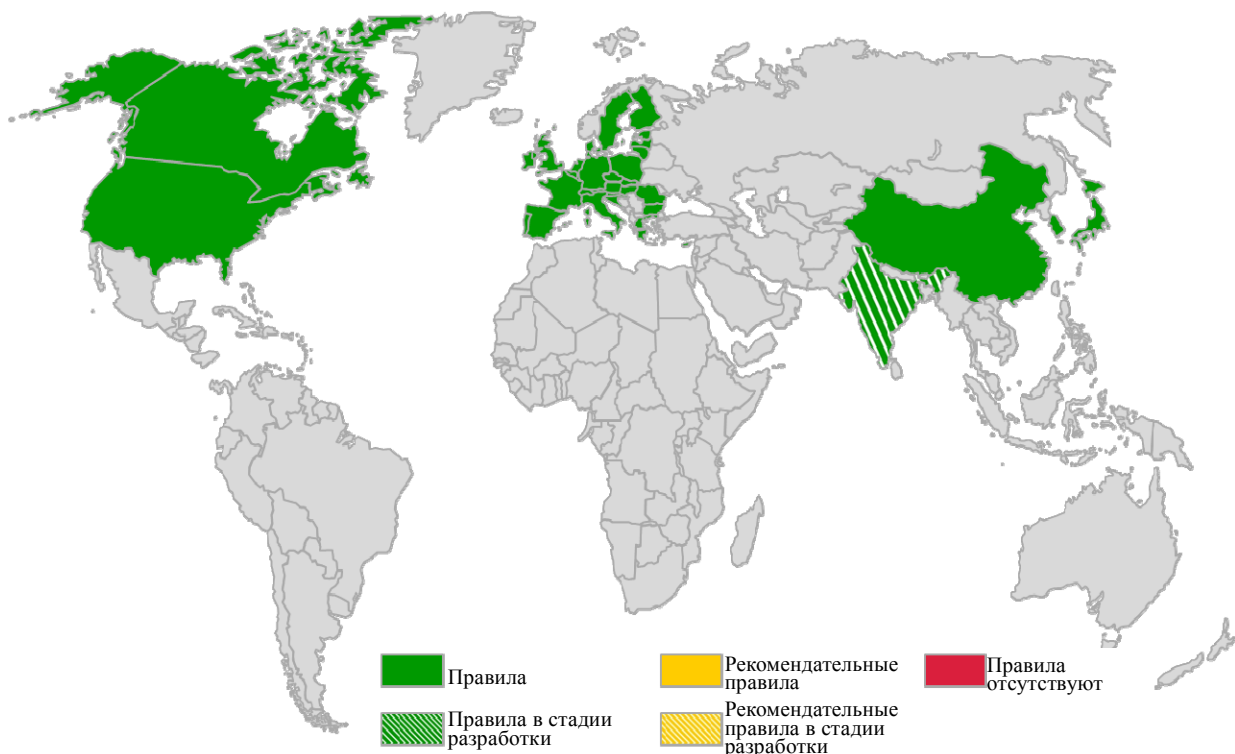 Правила
Рекомендательные
правила
Правила
отсутствуют
Правила в стадии
разработки
Рекомендательные
правила в стадии
разработки